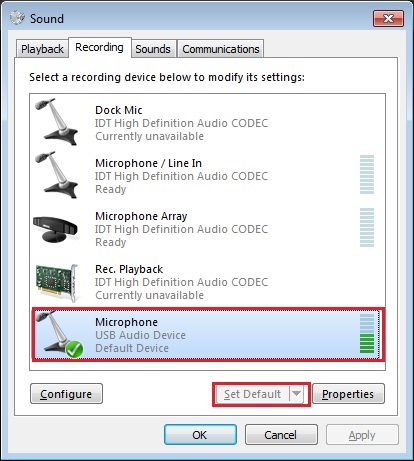 Sound
Playback Recording Sounds Communications
Select a recording device below to modify its settings:
Dock Mic
IDT High Definition Audio CODEC
Currently unavailable
Microphone / Line In
IDT High Definition Audio CODEC
Ready
Microphone Array
IDT High Definition Audio CODEC
Ready
Rec. Playback
IDT High Definition Audio CODEC
Currently unavailable
Microphone
USB Audio Device
Default Device
Configure Set Default Properties
OK Cancel Apply